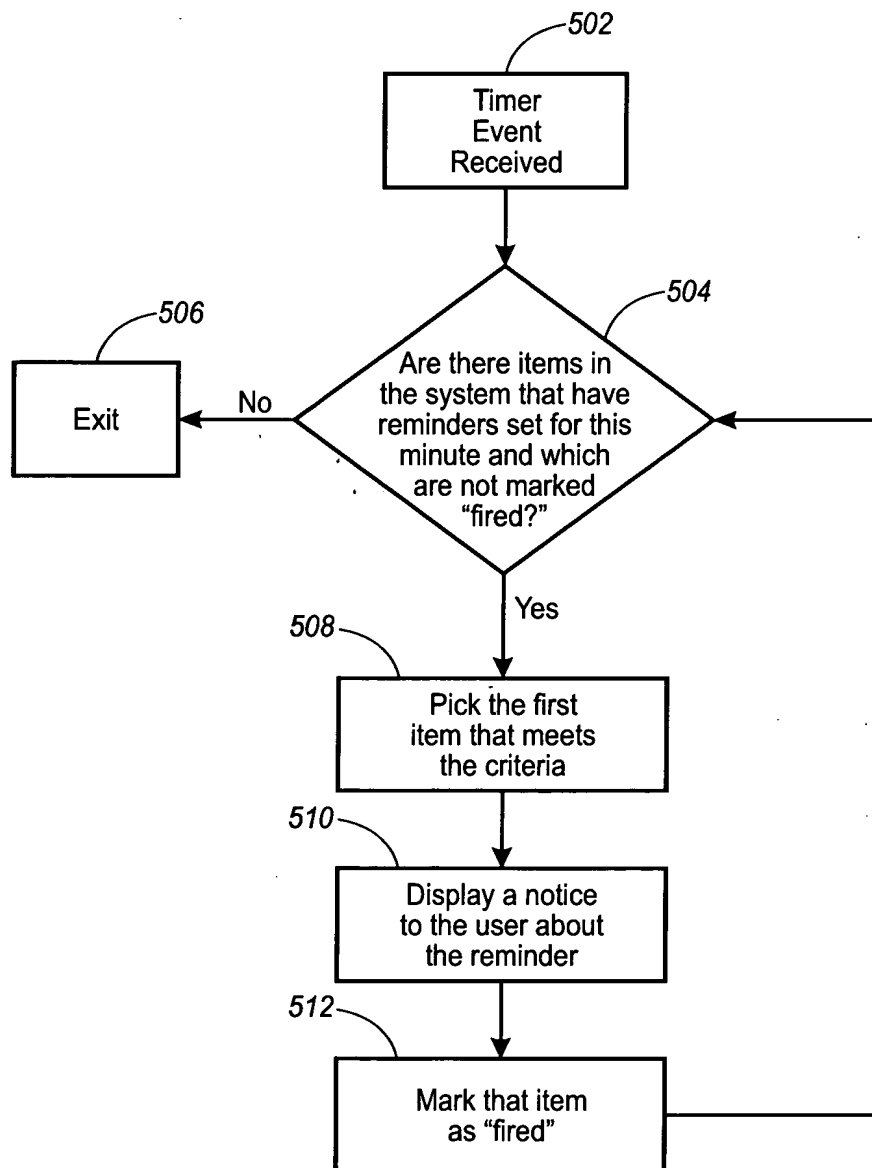 502
Timer
Event
Received
504
Are there items in
the system that have
reminders set for this
minute and which
are not marked
“fired?”
506
Exit
No
Yes
508
Pick the first
item that meets
the criteria
510
Display a notice
to the user about
the reminder
512
Mark that item
as “fired”